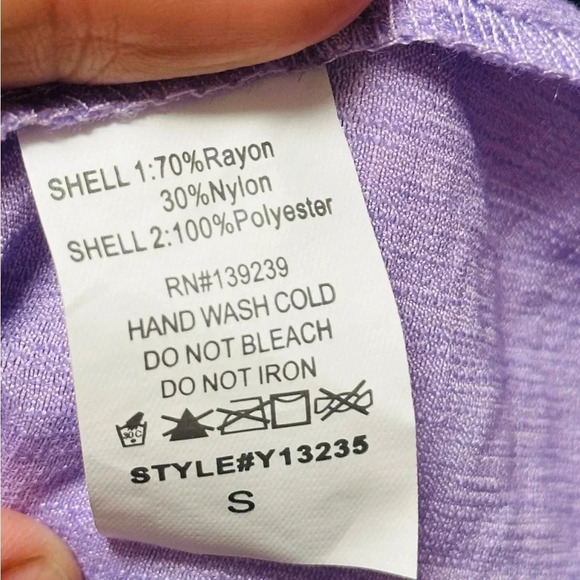 SHELL 1:70%Rayon
30%Nylon
SHELL 2:100%Polyester
RN#139239
HAND WASH COLD
DO NOT BLEACH
DO NOT IRON
30C
STYLE#Y13235
S